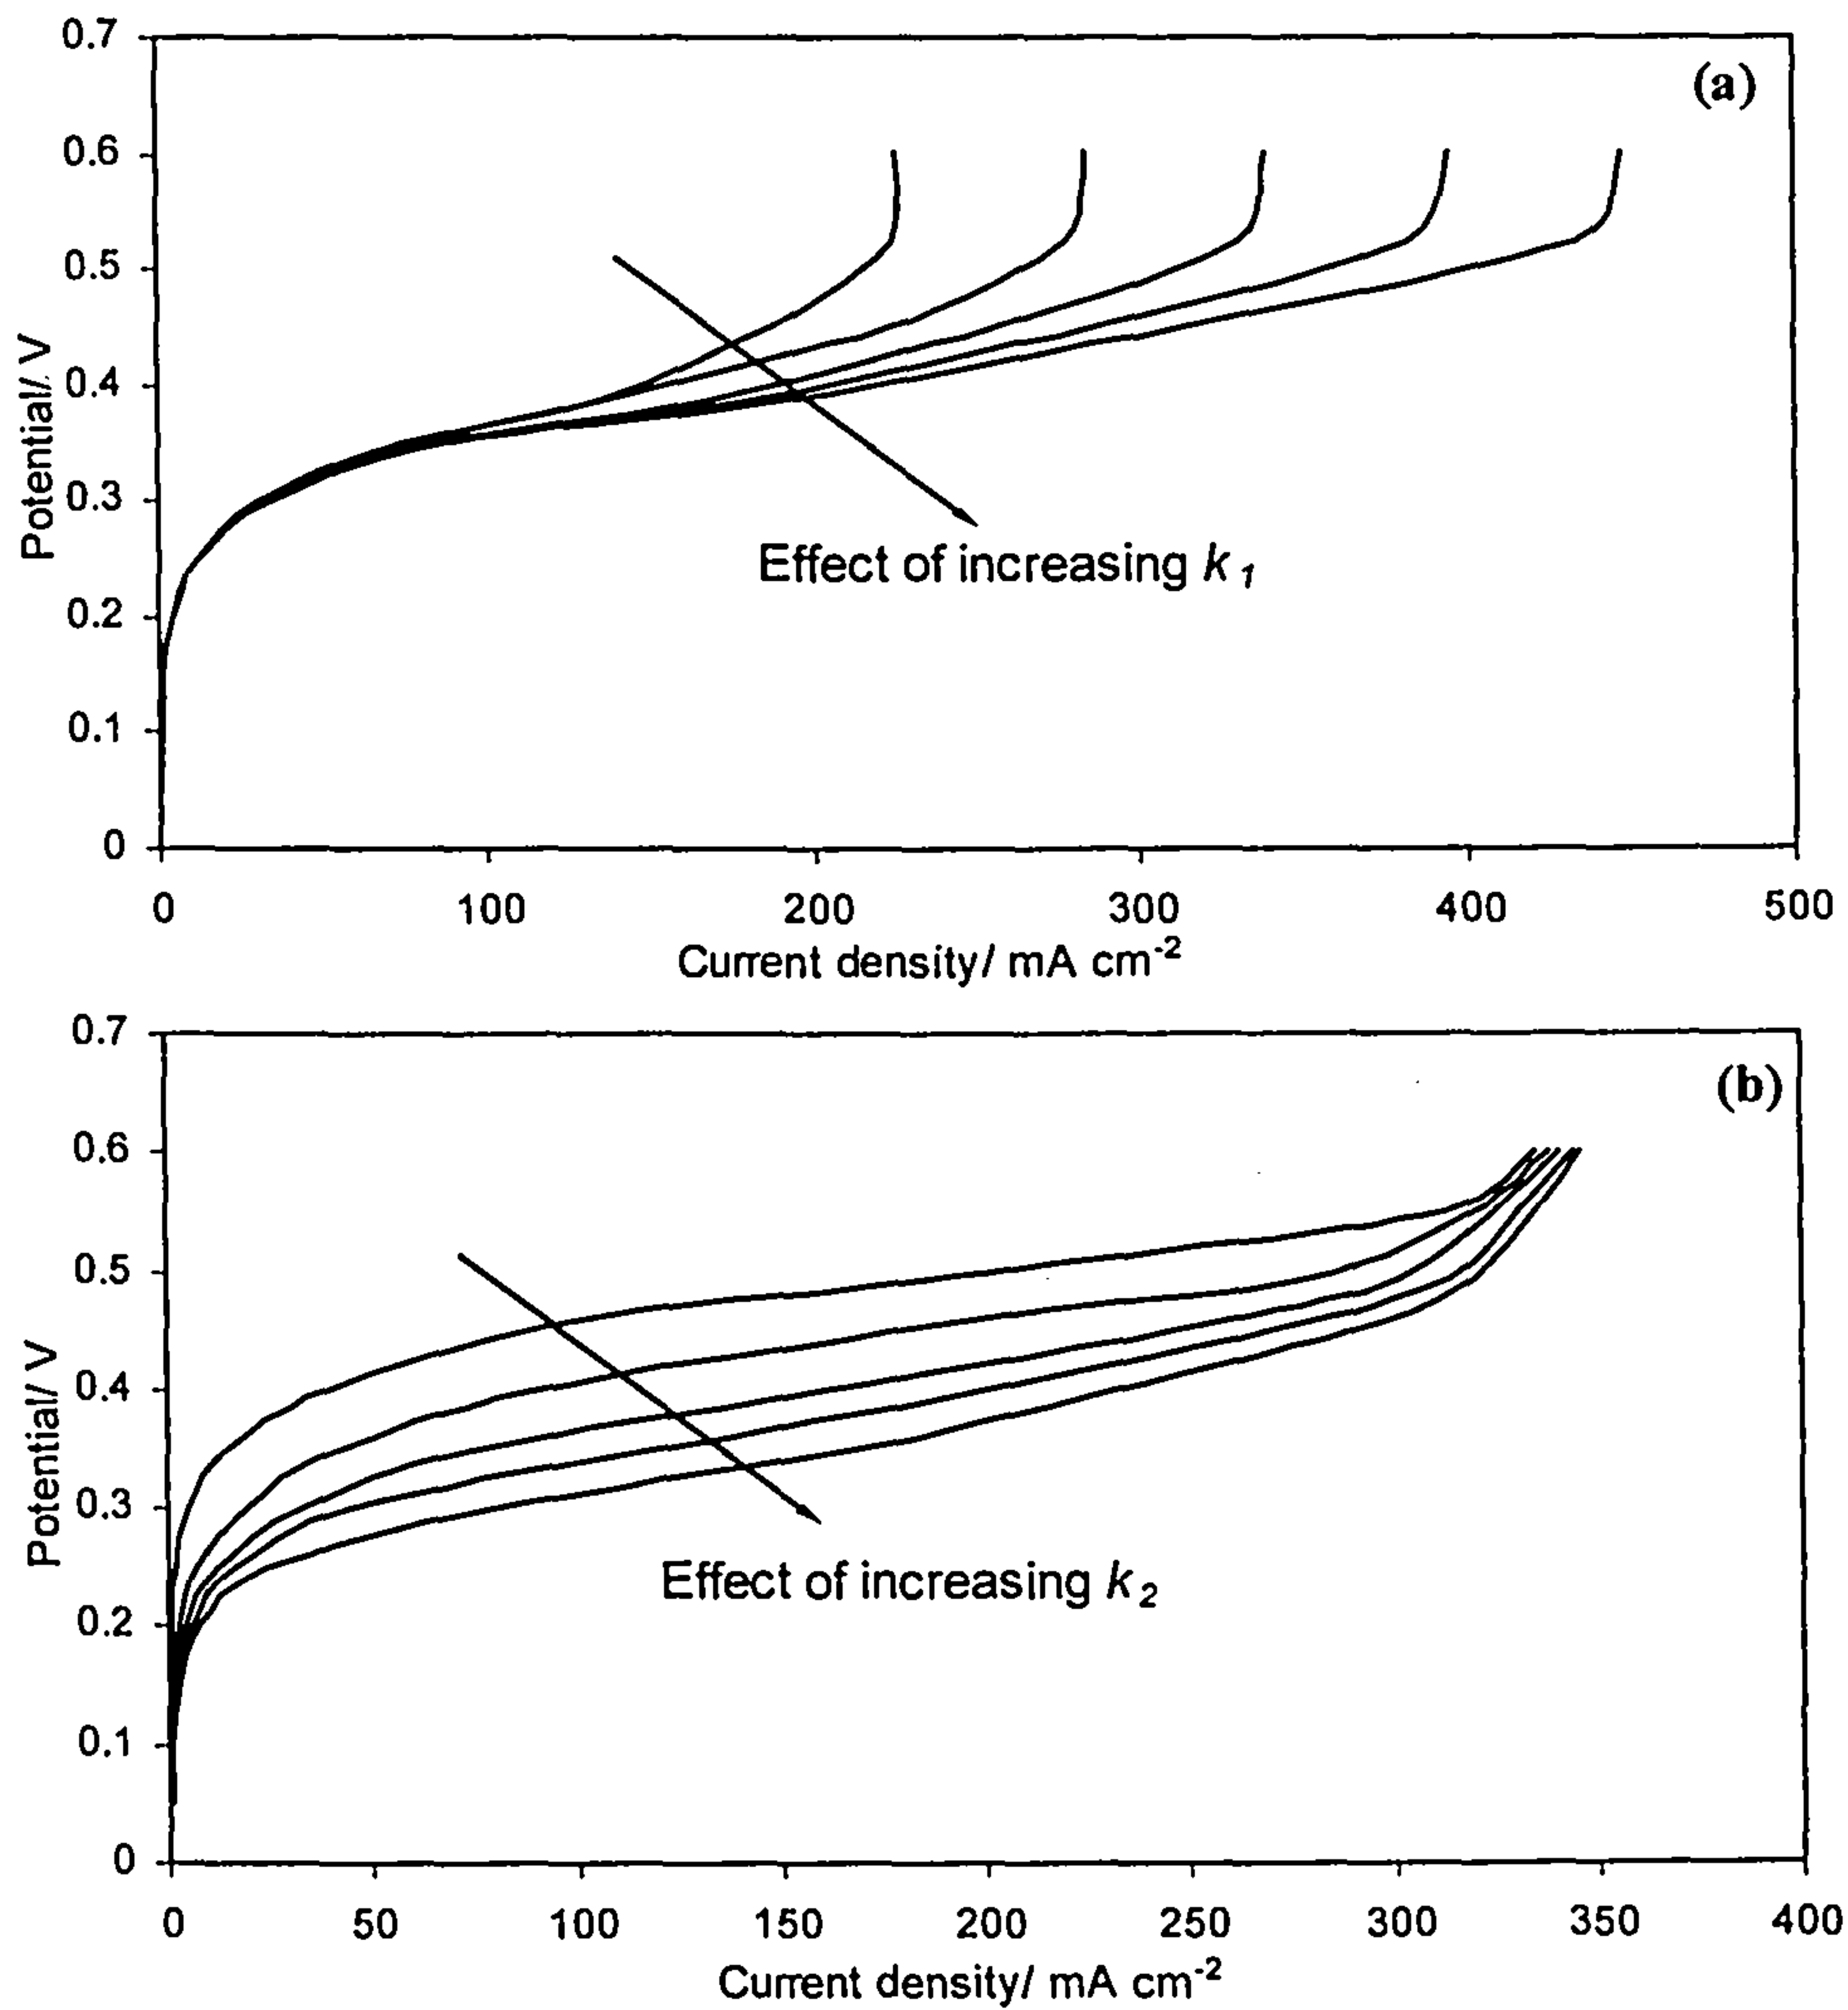 (a)
0.7
0.6
0.5
0.4
0.3
0.2
0.1
0
Potential/ V
Effect of increasing k₁
0 100 200 300 400 500
Current density/ mA cm⁻²
(b)
0.7
0.6
0.5
0.4
0.3
0.2
0.1
0
Potential/ V
Effect of increasing k₂
0 50 100 150 200 250 300 350 400
Current density/ mA cm⁻²